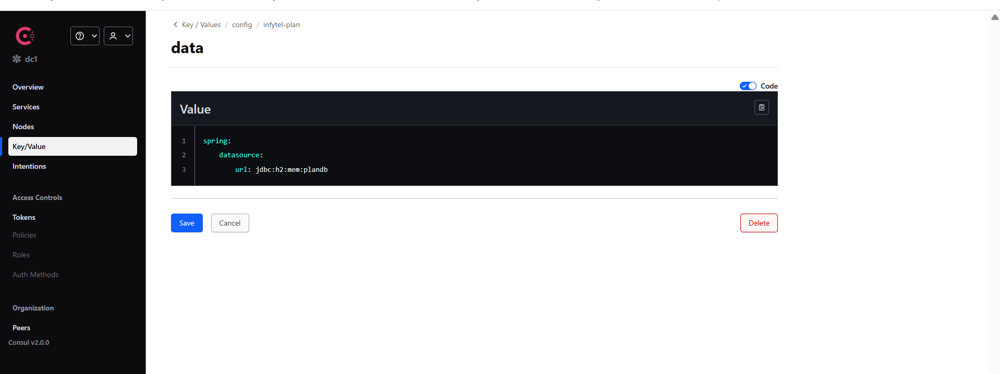 Key / Values / config / infytel-plan
data
dc1
Overview
Services
Nodes
Key/Value
Intentions
Access Controls
Tokens
Policies
Roles
Auth Methods
Organization
Peers
Consul v2.0.0
Code
Value
1 spring:
2 datasource:
3 url: jdbc:h2:mem:plandb
Save Cancel Delete